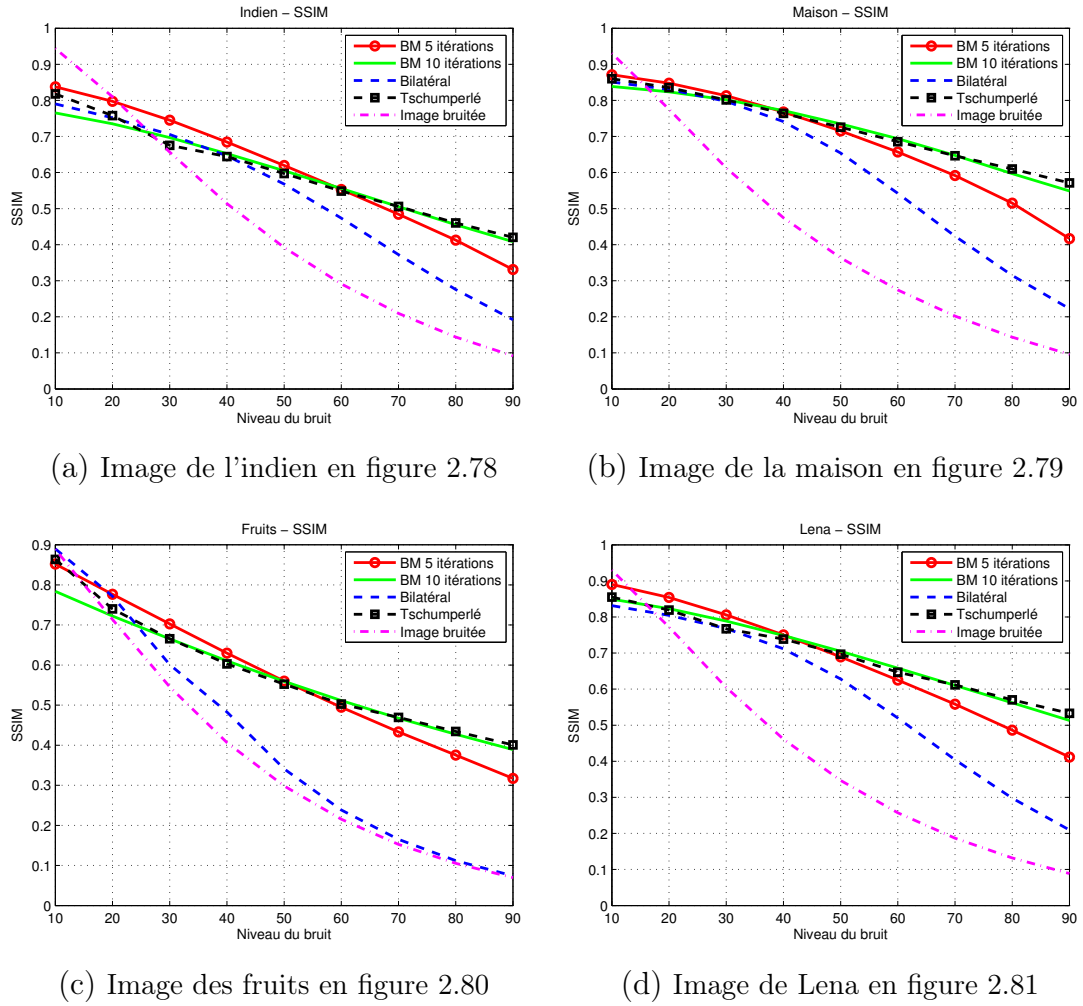 Indien − SSIM
1
0.9
0.8
0.7
0.6
0.5
0.4
0.3
0.2
0.1
0
SSIM
BM 5 itérations
BM 10 itérations
Bilatéral
Tschumperlé
Image bruitée
10 20 30 40 50 60 70 80 90
Niveau du bruit
(a) Image de l'indien en figure 2.78
Maison − SSIM
1
0.9
0.8
0.7
0.6
0.5
0.4
0.3
0.2
0.1
0
SSIM
BM 5 itérations
BM 10 itérations
Bilatéral
Tschumperlé
Image bruitée
10 20 30 40 50 60 70 80 90
Niveau du bruit
(b) Image de la maison en figure 2.79
Fruits − SSIM
0.9
0.8
0.7
0.6
0.5
0.4
0.3
0.2
0.1
0
SSIM
BM 5 itérations
BM 10 itérations
Bilatéral
Tschumperlé
Image bruitée
10 20 30 40 50 60 70 80 90
Niveau du bruit
(c) Image des fruits en figure 2.80
Lena − SSIM
1
0.9
0.8
0.7
0.6
0.5
0.4
0.3
0.2
0.1
0
SSIM
BM 5 itérations
BM 10 itérations
Bilatéral
Tschumperlé
Image bruitée
10 20 30 40 50 60 70 80 90
Niveau du bruit
(d) Image de Lena en figure 2.81